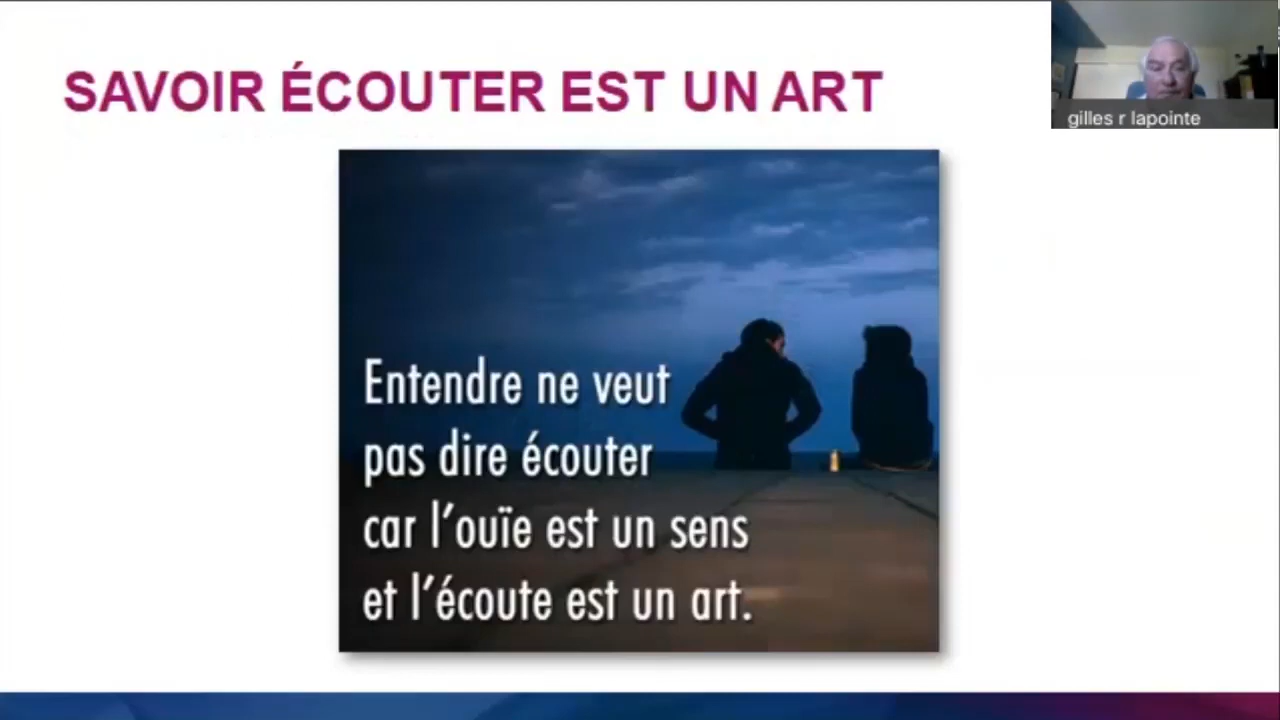 SAVOIR ÉCOUTER EST UN ART
gilles r lapointe
Entendre ne veut
pas dire écouter
car l'ouïe est un sens
et l'écoute est un art.